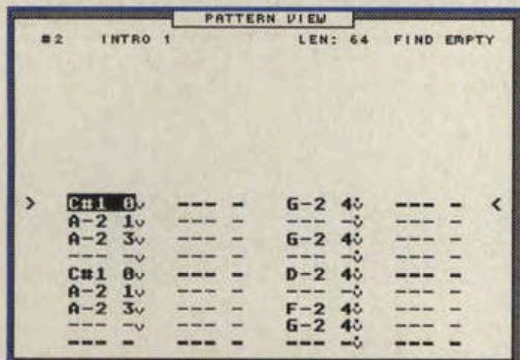 PATTERN VIEW
#2 INTRO 1 LEN: 64 FIND EMPTY
> C#1 0 --- - G-2 4 --- - <
A-2 1 --- - --- - --- -
A-2 3 --- - G-2 4 --- -
--- - --- - --- - --- -
C#1 0 --- - D-2 4 --- -
A-2 1 --- - --- - --- -
A-2 3 --- - F-2 4 --- -
--- - --- - G-2 4 --- -
--- - --- - --- - --- -